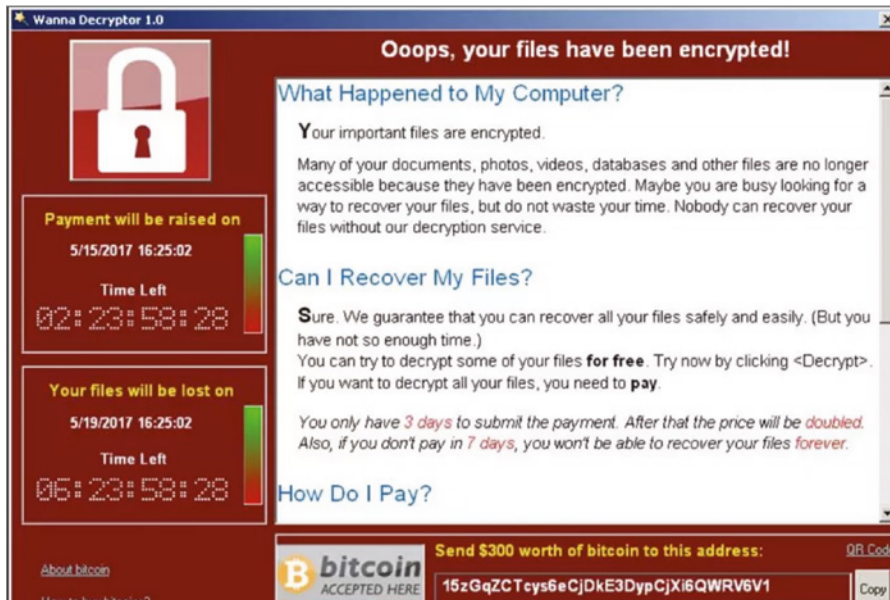 Wanna Decryptor 1.0
Ooops, your files have been encrypted!
What Happened to My Computer?
Your important files are encrypted.
Many of your documents, photos, videos, databases and other files are no longer
accessible because they have been encrypted. Maybe you are busy looking for a
way to recover your files, but do not waste your time. Nobody can recover your
files without our decryption service.
Can I Recover My Files?
Sure. We guarantee that you can recover all your files safely and easily. (But you
have not so enough time.)
You can try to decrypt some of your files for free. Try now by clicking <Decrypt>.
If you want to decrypt all your files, you need to pay.
You only have 3 days to submit the payment. After that the price will be doubled.
Also, if you don't pay in 7 days, you won't be able to recover your files forever.
How Do I Pay?
Payment will be raised on
5/15/2017 16:25:02
Time Left
02:23:58:28
Your files will be lost on
5/19/2017 16:25:02
Time Left
06:23:58:28
About bitcoin
How to buy bitcoins?
bitcoin
ACCEPTED HERE
Send $300 worth of bitcoin to this address:
QR Code
15zGqZCTcys6eCjDkE3DypCjXi6QWRV6V1
Copy